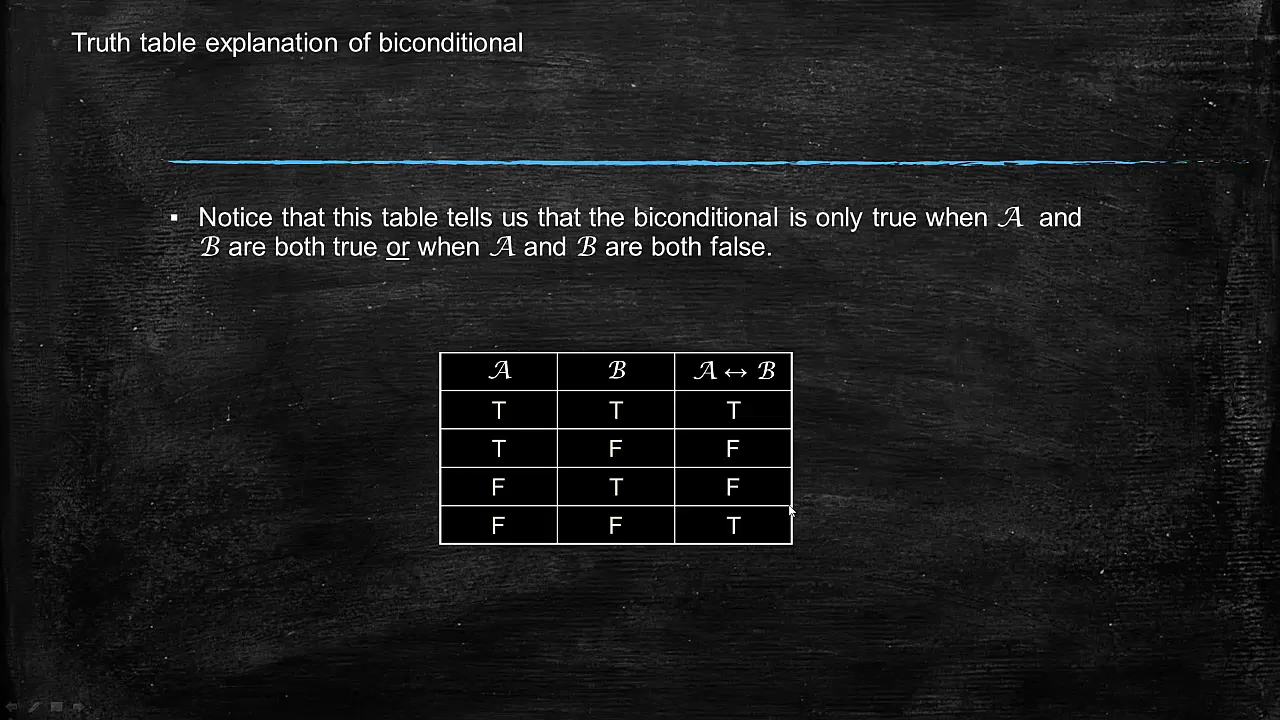 Truth table explanation of biconditional
▪ Notice that this table tells us that the biconditional is only true when 𝒜 and
ℬ are both true or when 𝒜 and ℬ are both false.
𝒜 ℬ 𝒜 ↔ ℬ
T T T
T F F
F T F
F F T